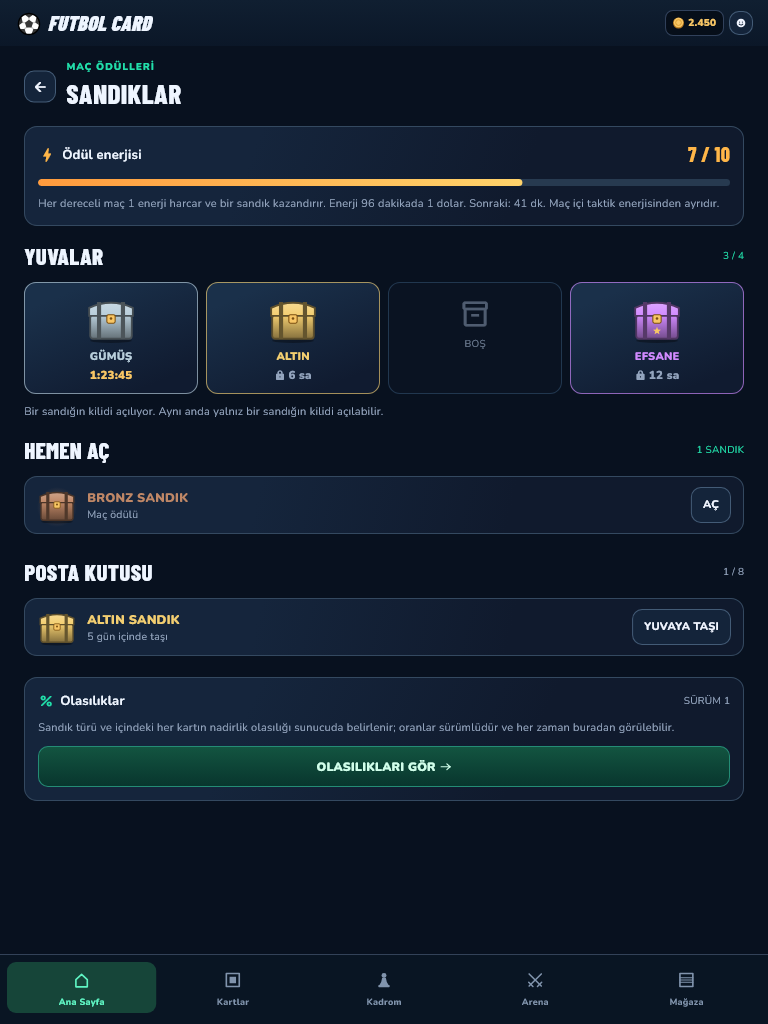 FUTBOL CARD
2.450
MAÇ ÖDÜLLERİ
SANDIKLAR
Ödül enerjisi
7 / 10
Her dereceli maç 1 enerji harcar ve bir sandık kazandırır. Enerji 96 dakikada 1 dolar. Sonraki: 41 dk. Maç içi taktik enerjisinden ayrıdır.
YUVALAR
3 / 4
GÜMÜŞ
1:23:45
ALTIN
6 sa
BOŞ
EFSANE
12 sa
Bir sandığın kilidi açılıyor. Aynı anda yalnız bir sandığın kilidi açılabilir.
HEMEN AÇ
1 SANDIK
BRONZ SANDIK
Maç ödülü
AÇ
POSTA KUTUSU
1 / 8
ALTIN SANDIK
5 gün içinde taşı
YUVAYA TAŞI
% Olasılıklar
SÜRÜM 1
Sandık türü ve içindeki her kartın nadirlik olasılığı sunucuda belirlenir; oranlar sürümlüdür ve her zaman buradan görülebilir.
OLASILIKLARI GÖR →
Ana Sayfa
Kartlar
Kadrom
Arena
Mağaza